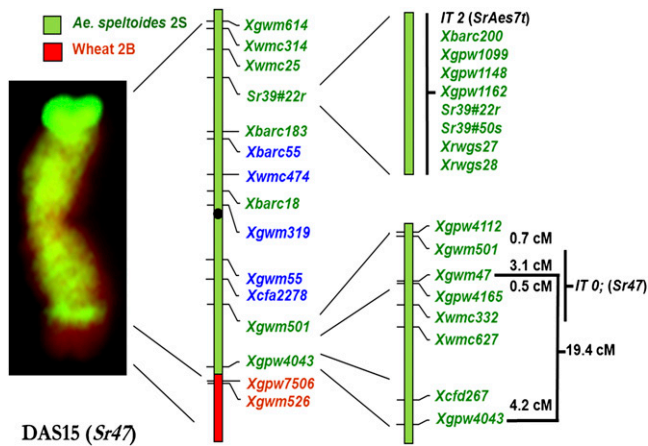 Ae. speltoides 2S
Wheat 2B
DAS15 (Sr47)
Xgwm614
Xwmc314
Xwmc25
Sr39#22r
Xbarc183
Xbarc55
Xwmc474
Xbarc18
Xgwm319
Xgwm55
Xcfa2278
Xgwm501
Xgpw4043
Xgpw7506
Xgwm526
IT 2 (SrAes7t)
Xbarc200
Xgpw1099
Xgpw1148
Xgpw1162
Sr39#22r
Sr39#50s
Xrwgs27
Xrwgs28
Xgpw4112
Xgwm501
Xgwm47
Xgpw4165
Xwmc332
Xwmc627
Xcfd267
Xgpw4043
0.7 cM
3.1 cM
0.5 cM
4.2 cM
IT 0; (Sr47)
19.4 cM